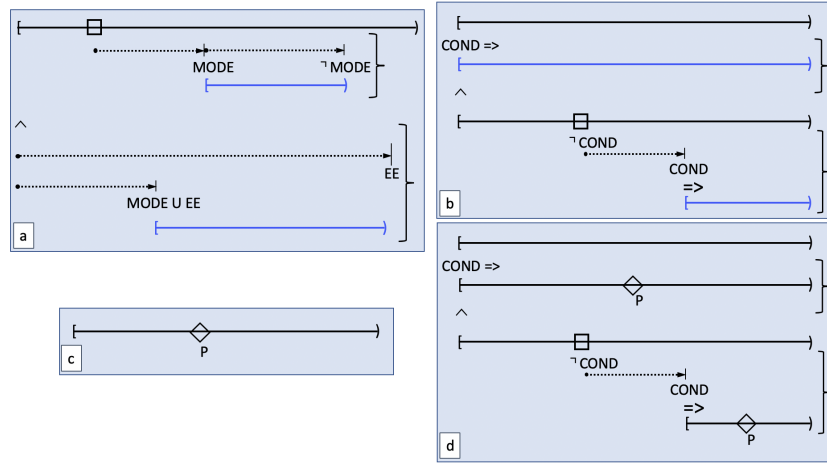 MODE
¬ MODE
^
EE
MODE U EE
a
COND =>
^
¬ COND
COND
=>
b
P
c
COND =>
P
^
¬ COND
COND
=>
P
d